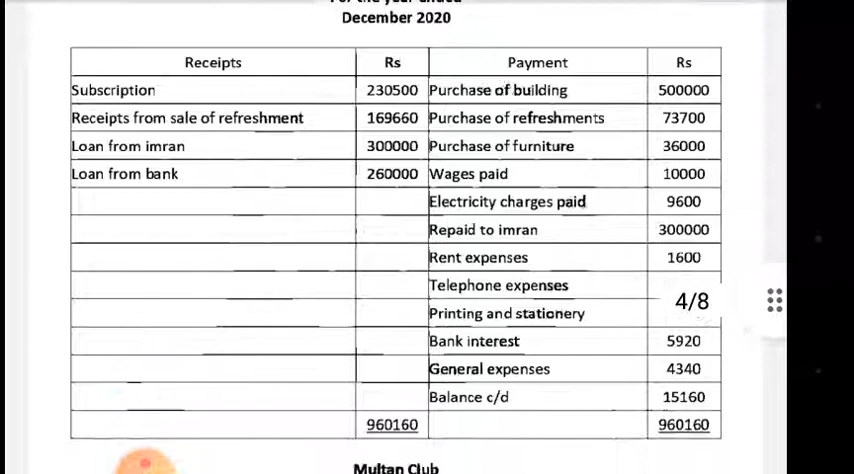 December 2020
Receipts Rs Payment Rs
Subscription 230500 Purchase of building 500000
Receipts from sale of refreshment 169660 Purchase of refreshments 73700
Loan from imran 300000 Purchase of furniture 36000
Loan from bank 260000 Wages paid 10000
Electricity charges paid 9600
Repaid to imran 300000
Rent expenses 1600
Telephone expenses
4/8
Printing and stationery
Bank interest 5920
General expenses 4340
Balance c/d 15160
960160 960160
Multan Club